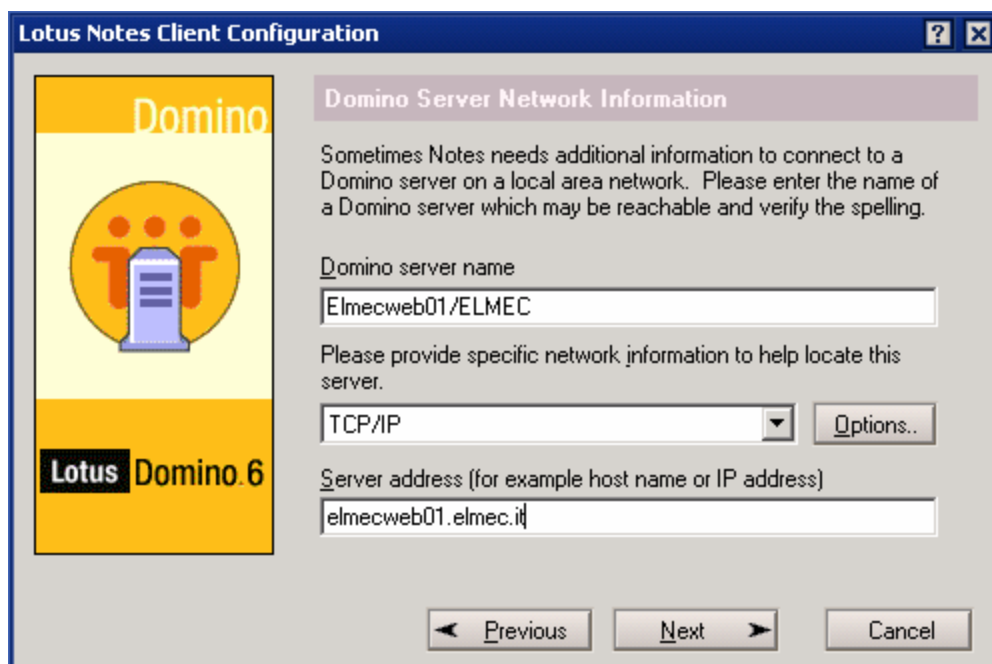 Lotus Notes Client Configuration
Domino
Domino Server Network Information
Sometimes Notes needs additional information to connect to a
Domino server on a local area network. Please enter the name of
a Domino server which may be reachable and verify the spelling.
Domino server name
Elmecweb01/ELMEC
Please provide specific network information to help locate this
server.
TCP/IP
Options..
Lotus Domino.6
Server address (for example host name or IP address)
elmecweb01.elmec.it
Previous
Next
Cancel